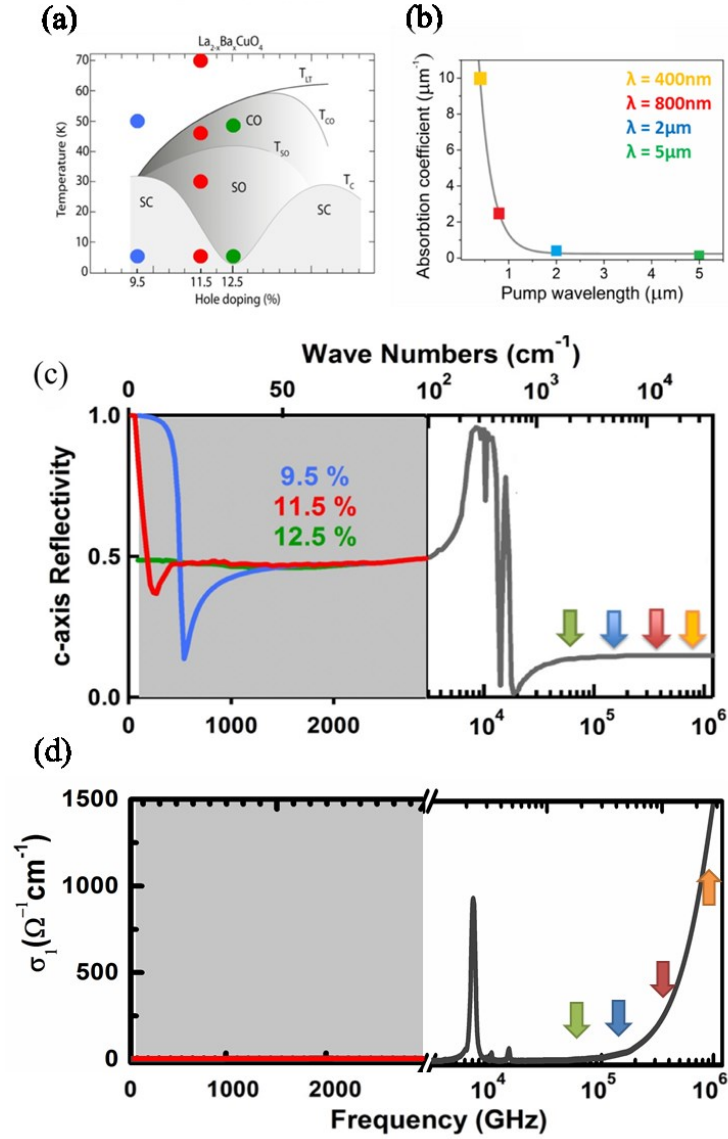 (a)
La2-xBaxCuO4
70
60
50
40
30
20
10
0
Temperature (K)
TLT
CO
TCO
TSO
SC
SO
TC
SC
9.5
11.5
12.5
Hole doping (%)
(b)
10
8
6
4
2
0
Absorbtion coefficient (μm-1)
λ = 400nm
λ = 800nm
λ = 2μm
λ = 5μm
1 2 3 4 5
Pump wavelength (μm)
(c)
Wave Numbers (cm-1)
0 50 10^2 10^3 10^4
1.0
0.5
0.0
c-axis Reflectivity
9.5 %
11.5 %
12.5 %
0 1000 2000 10^4 10^5 10^6
(d)
1500
1000
500
0
σ1(Ω-1cm-1)
0 1000 2000 10^4 10^5 10^6
Frequency (GHz)